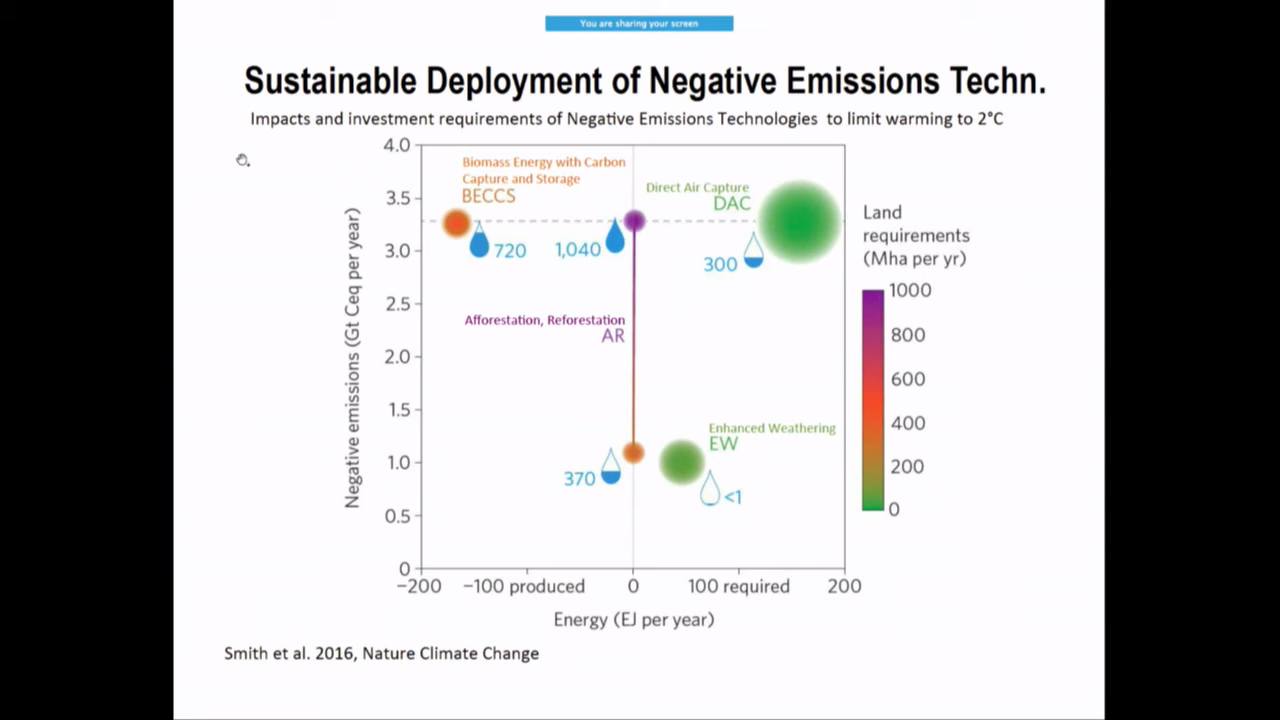 You are sharing your screen
Sustainable Deployment of Negative Emissions Techn.
Impacts and investment requirements of Negative Emissions Technologies to limit warming to 2°C
4.0
3.5
3.0
2.5
2.0
1.5
1.0
0.5
0
Negative emissions (Gt Ceq per year)
Biomass Energy with Carbon
Capture and Storage
BECCS
720
1,040
Direct Air Capture
DAC
300
Afforestation, Reforestation
AR
370
Enhanced Weathering
EW
<1
−200 −100 produced 0 100 required 200
Energy (EJ per year)
Land
requirements
(Mha per yr)
1000
800
600
400
200
0
Smith et al. 2016, Nature Climate Change